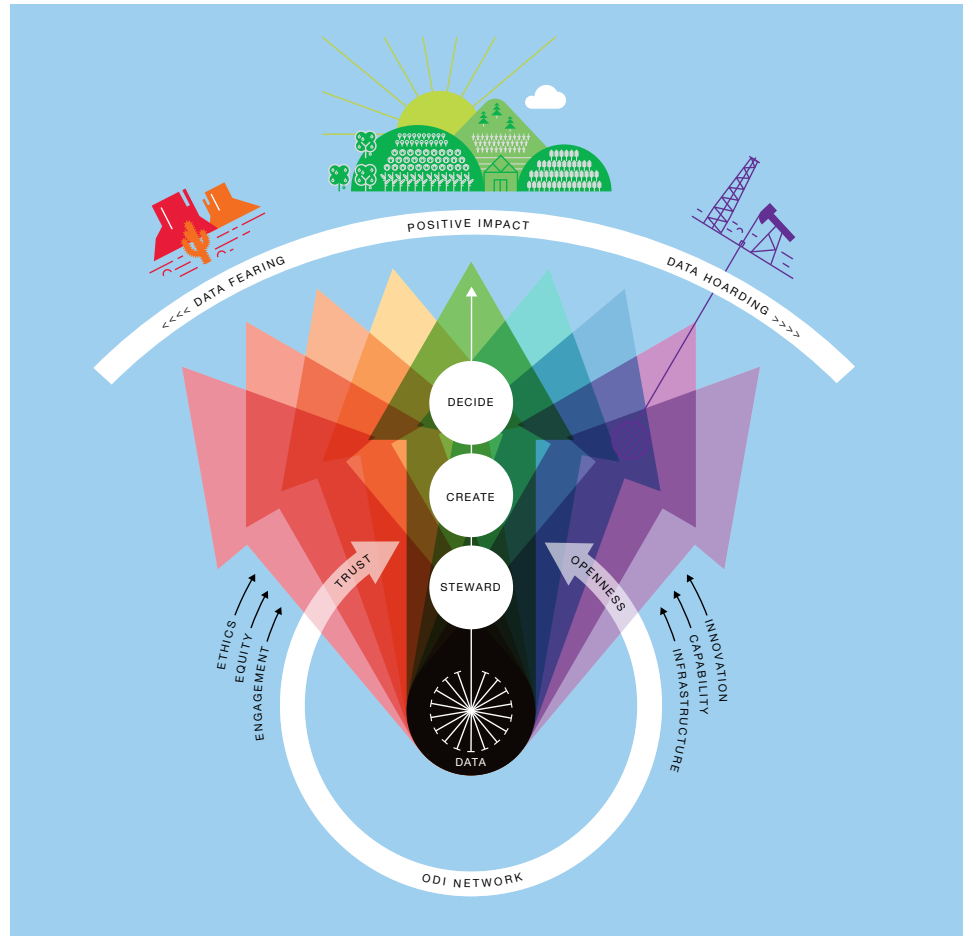 POSITIVE IMPACT
<<<< DATA FEARING
DATA HOARDING >>>>
DECIDE
CREATE
STEWARD
TRUST
OPENNESS
ETHICS
EQUITY
ENGAGEMENT
INNOVATION
CAPABILITY
INFRASTRUCTURE
DATA
ODI NETWORK